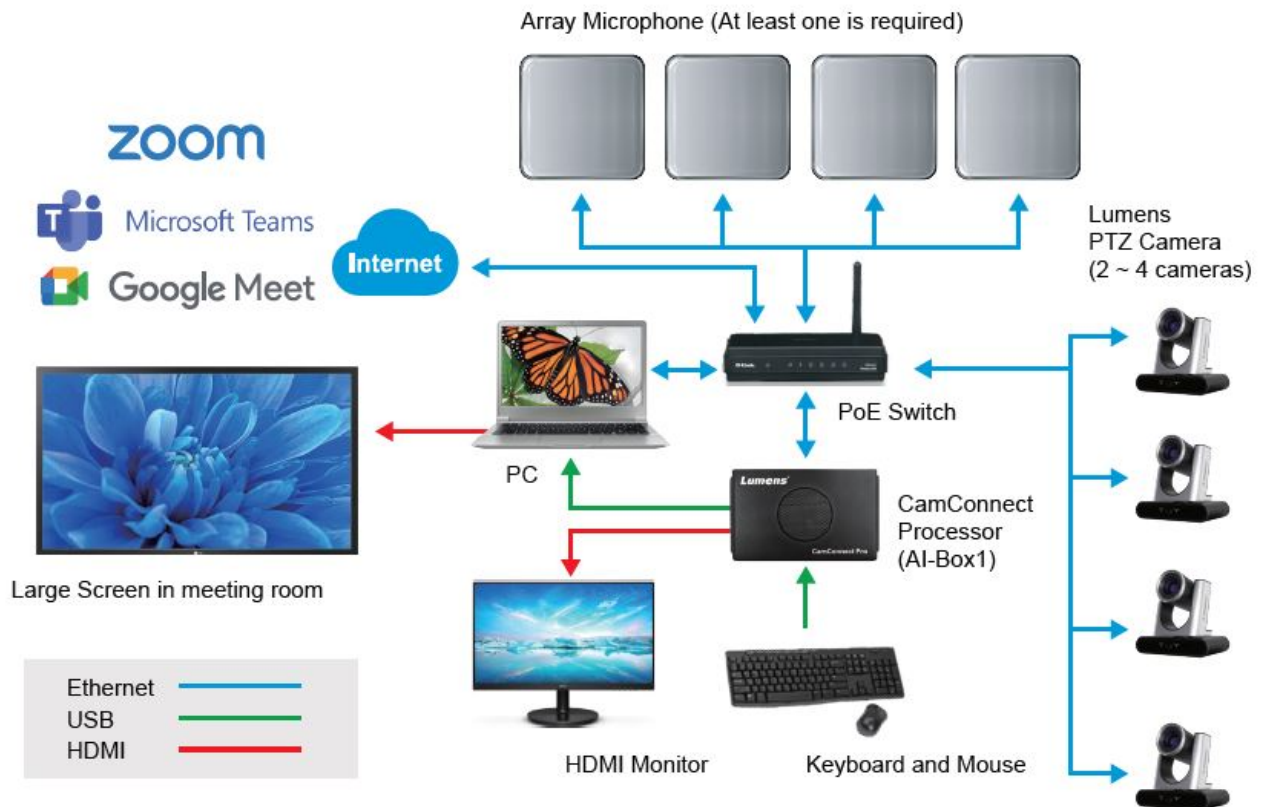 Array Microphone (At least one is required)
zoom
Microsoft Teams
Google Meet
Internet
Lumens
PTZ Camera
(2 ~ 4 cameras)
D-Link
PoE Switch
PC
Lumens
CamConnect Pro
CamConnect
Processor
(AI-Box1)
Large Screen in meeting room
Ethernet
USB
HDMI
HDMI Monitor
Keyboard and Mouse